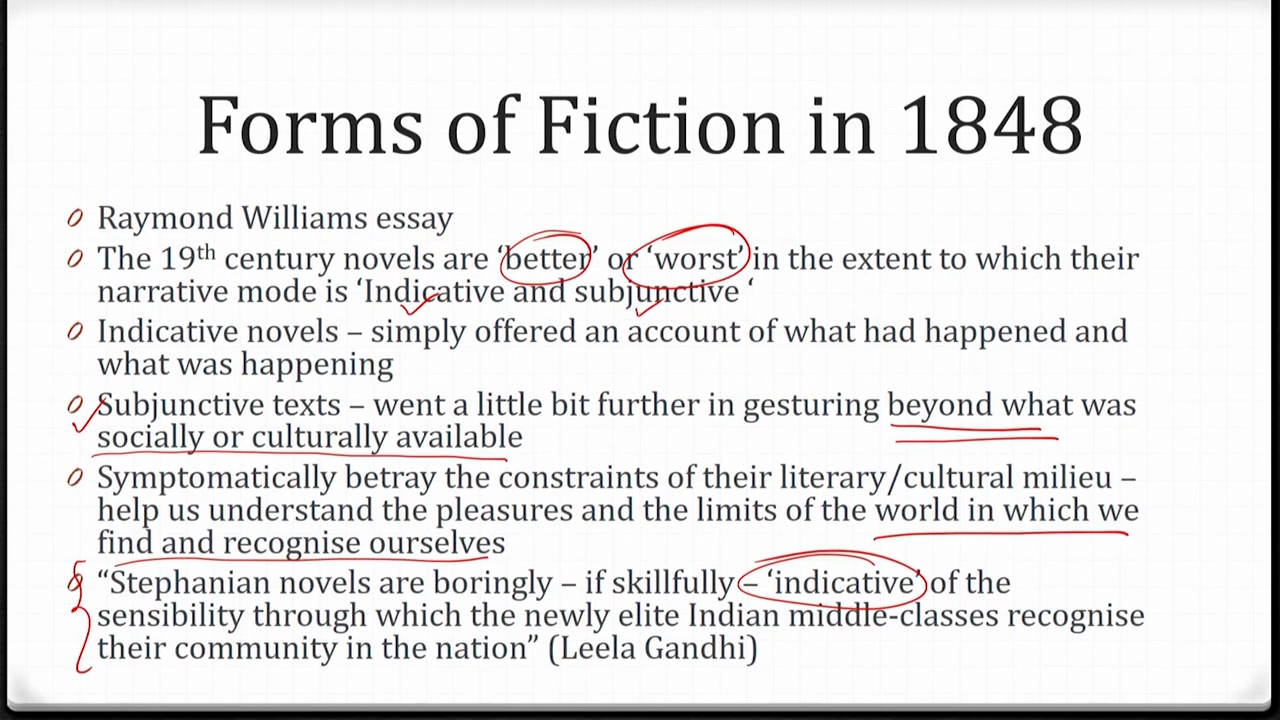 Forms of Fiction in 1848
Raymond Williams essay
The 19th century novels are ‘better’ or ‘worst’ in the extent to which their
narrative mode is ‘Indicative and subjunctive ‘
Indicative novels – simply offered an account of what had happened and
what was happening
Subjunctive texts – went a little bit further in gesturing beyond what was
socially or culturally available
Symptomatically betray the constraints of their literary/cultural milieu –
help us understand the pleasures and the limits of the world in which we
find and recognise ourselves
“Stephanian novels are boringly – if skillfully – ‘indicative’ of the
sensibility through which the newly elite Indian middle-classes recognise
their community in the nation” (Leela Gandhi)